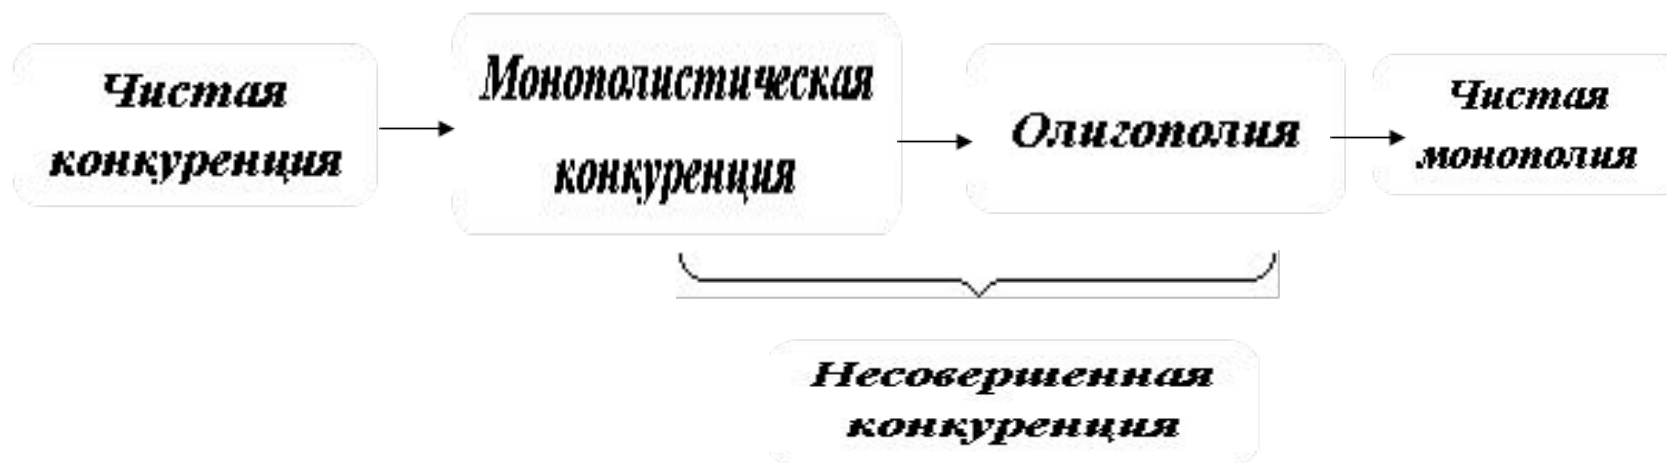 Чистая
конкуренция
Монополистическая
конкуренция
Олигополия
Чистая
монополия
Несовершенная
конкуренция